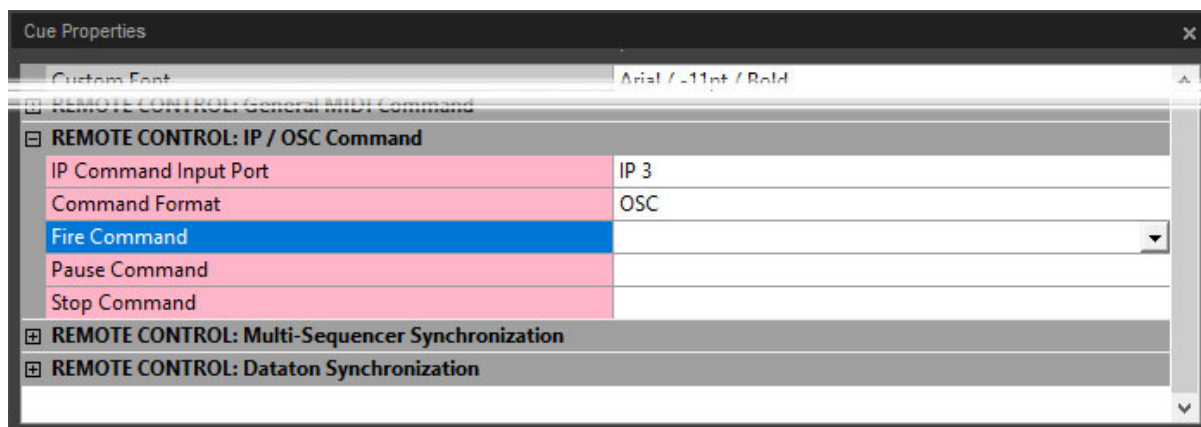 Cue Properties
Custom Font Arial / -11pt / Bold
REMOTE CONTROL: General MIDI Command
REMOTE CONTROL: IP / OSC Command
IP Command Input Port IP 3
Command Format OSC
Fire Command
Pause Command
Stop Command
REMOTE CONTROL: Multi-Sequencer Synchronization
REMOTE CONTROL: Dataton Synchronization